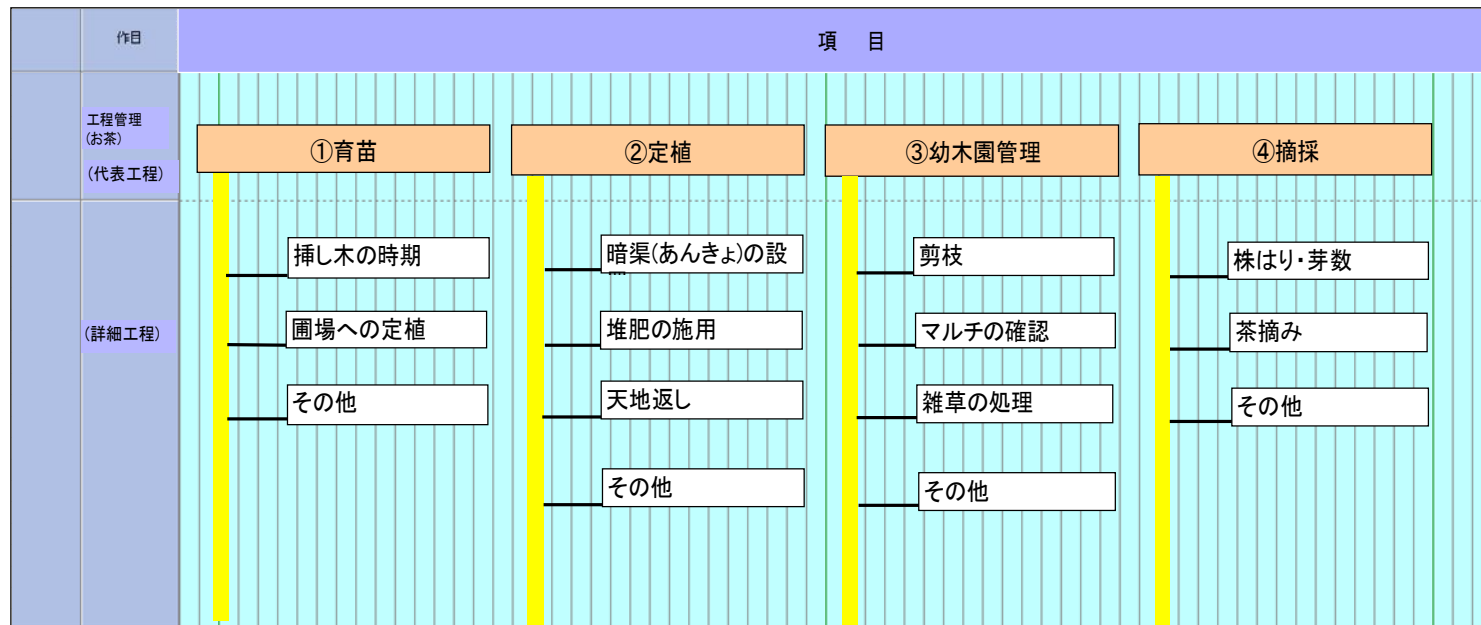 作目
項 目
工程管理
(お茶)
(代表工程)
①育苗
②定植
③幼木園管理
④摘採
(詳細工程)
挿し木の時期
圃場への定植
その他
暗渠(あんきょ)の設
堆肥の施用
天地返し
その他
剪枝
マルチの確認
雑草の処理
その他
株はり・芽数
茶摘み
その他